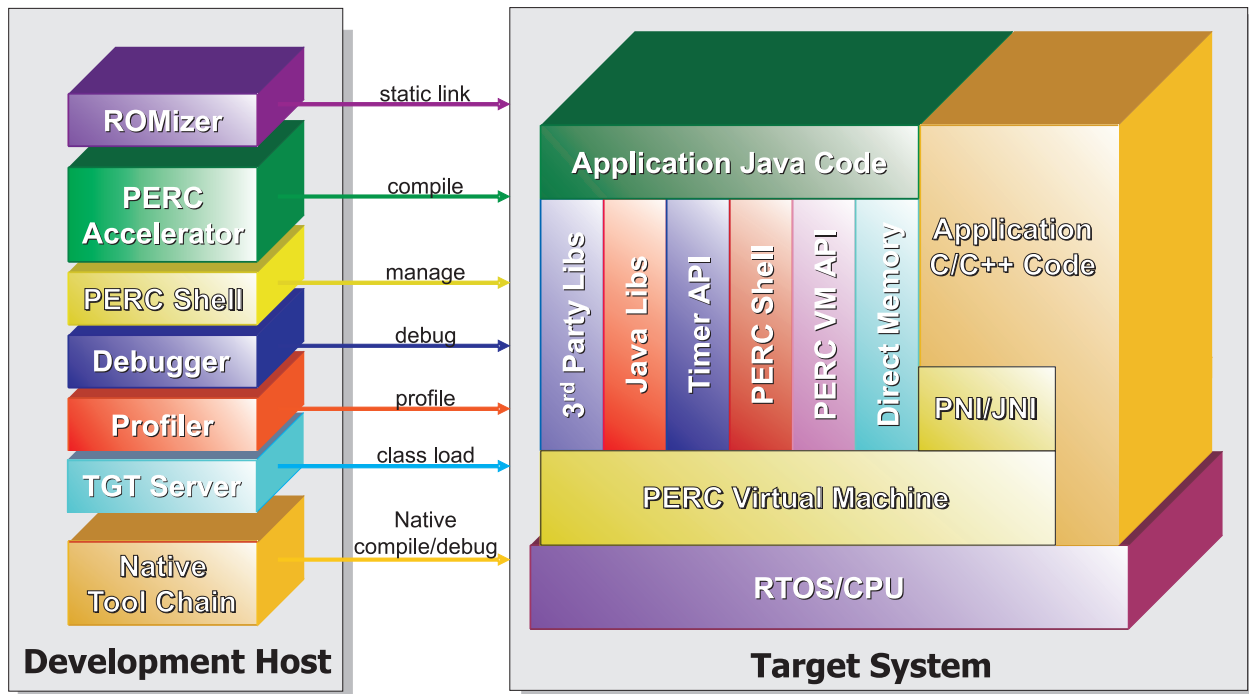 ROMizer
PERC
Accelerator
PERC Shell
Debugger
Profiler
TGT Server
Native
Tool Chain
Development Host
static link
compile
manage
debug
profile
class load
Native
compile/debug
Application Java Code
3rd Party Libs
Java Libs
Timer API
PERC Shell
PERC VM API
Direct Memory
Application
C/C++ Code
PNI/JNI
PERC Virtual Machine
RTOS/CPU
Target System